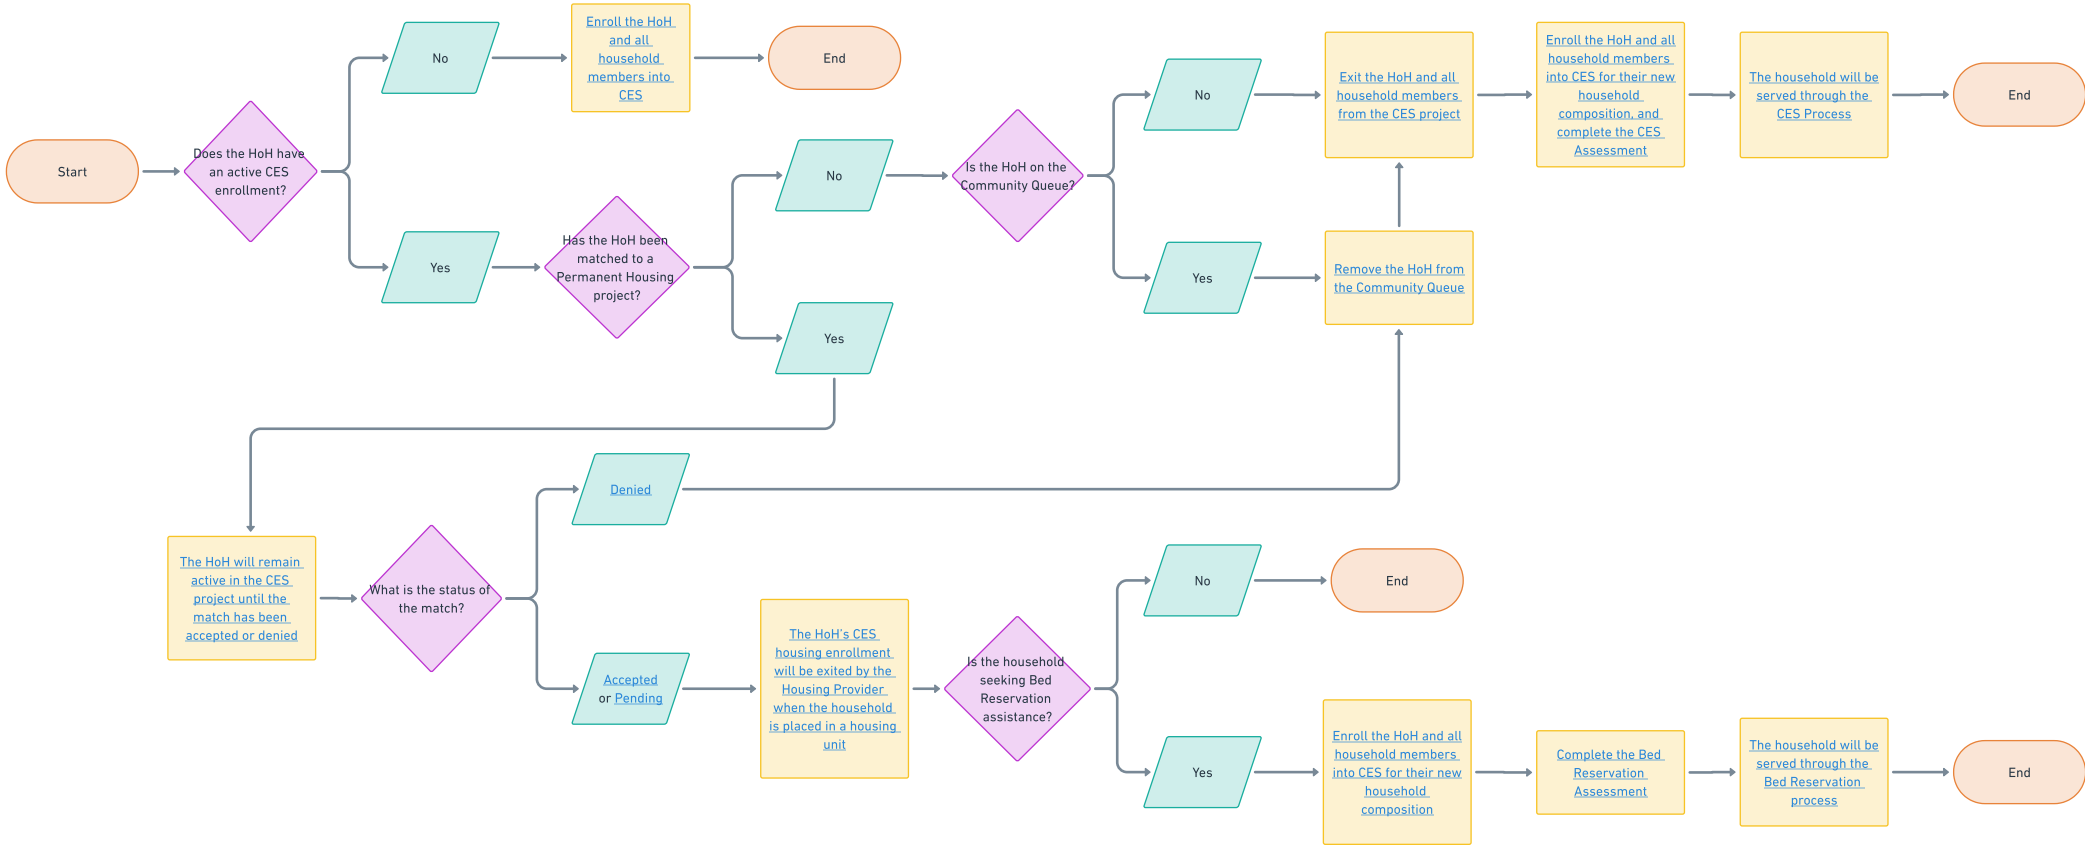 Start
Does the HoH have
an active CES
enrollment?
No
Enroll the HoH
and all
household
members into
CES
End
Yes
Has the HoH been
matched to a
Permanent Housing
project?
No
Is the HoH on the
Community Queue?
No
Exit the HoH and all
household members
from the CES project
Enroll the HoH and all
household members
into CES for their new
household
composition, and
complete the CES
Assessment
The household will be
served through the
CES Process
End
Yes
Remove the HoH from
the Community Queue
Yes
The HoH will remain
active in the CES
project until the
match has been
accepted or denied
What is the status of
the match?
Denied
Accepted
or Pending
The HoH's CES
housing enrollment
will be exited by the
Housing Provider
when the household
is placed in a housing
unit
Is the household
seeking Bed
Reservation
assistance?
No
End
Yes
Enroll the HoH and all
household members
into CES for their new
household
composition
Complete the Bed
Reservation
Assessment
The household will be
served through the
Bed Reservation
process
End